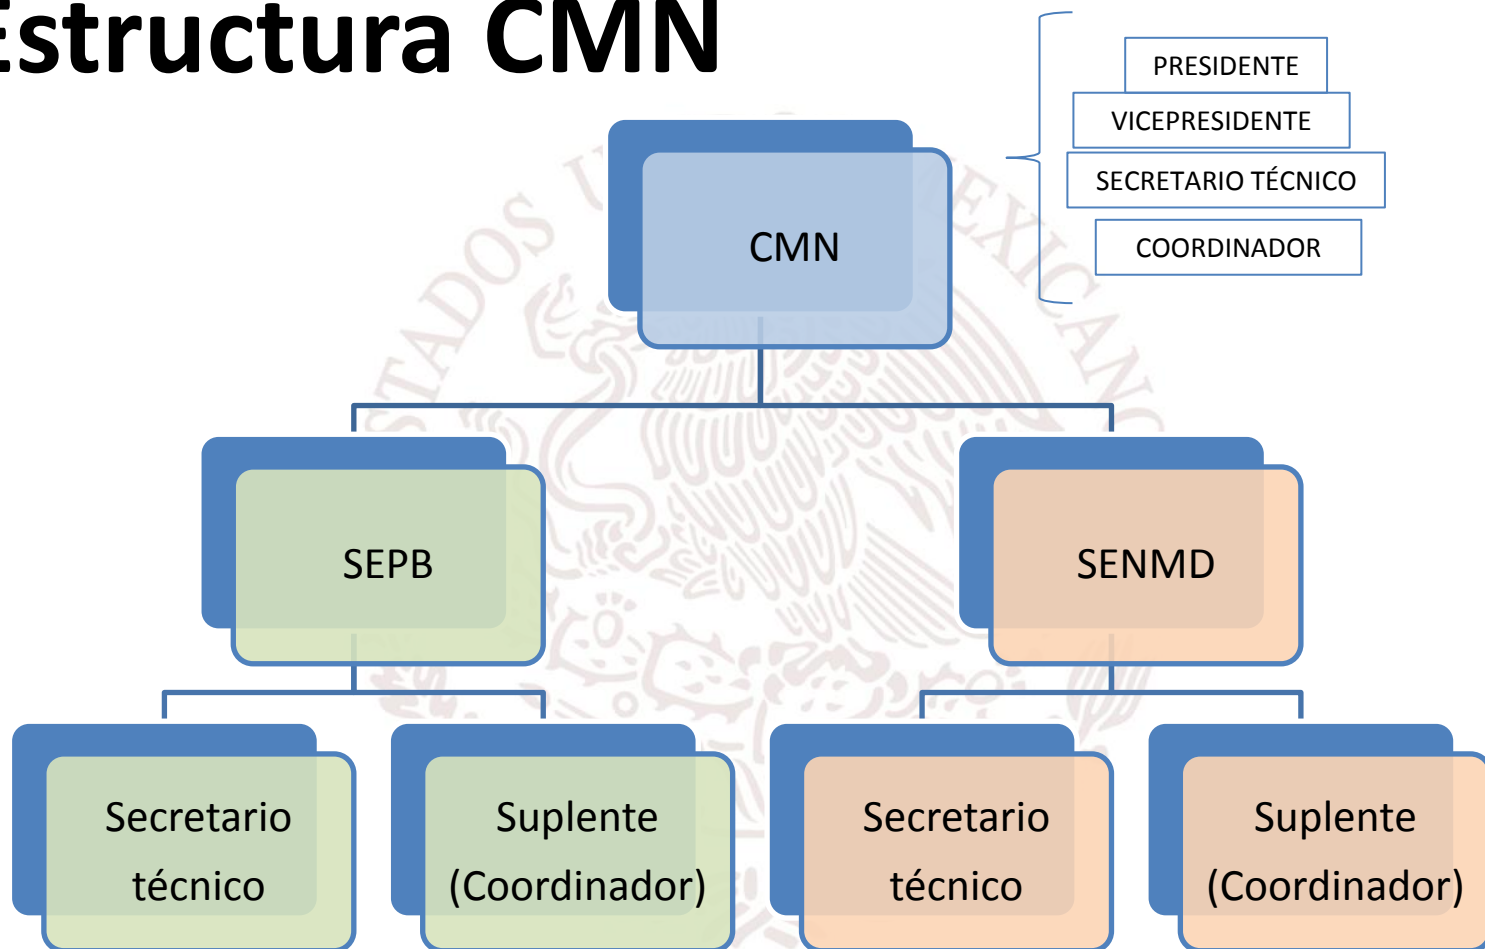 Estructura CMN
PRESIDENTE
VICEPRESIDENTE
SECRETARIO TÉCNICO
COORDINADOR
CMN
SEPB
SENMD
Secretario
técnico
Suplente
(Coordinador)
Secretario
técnico
Suplente
(Coordinador)